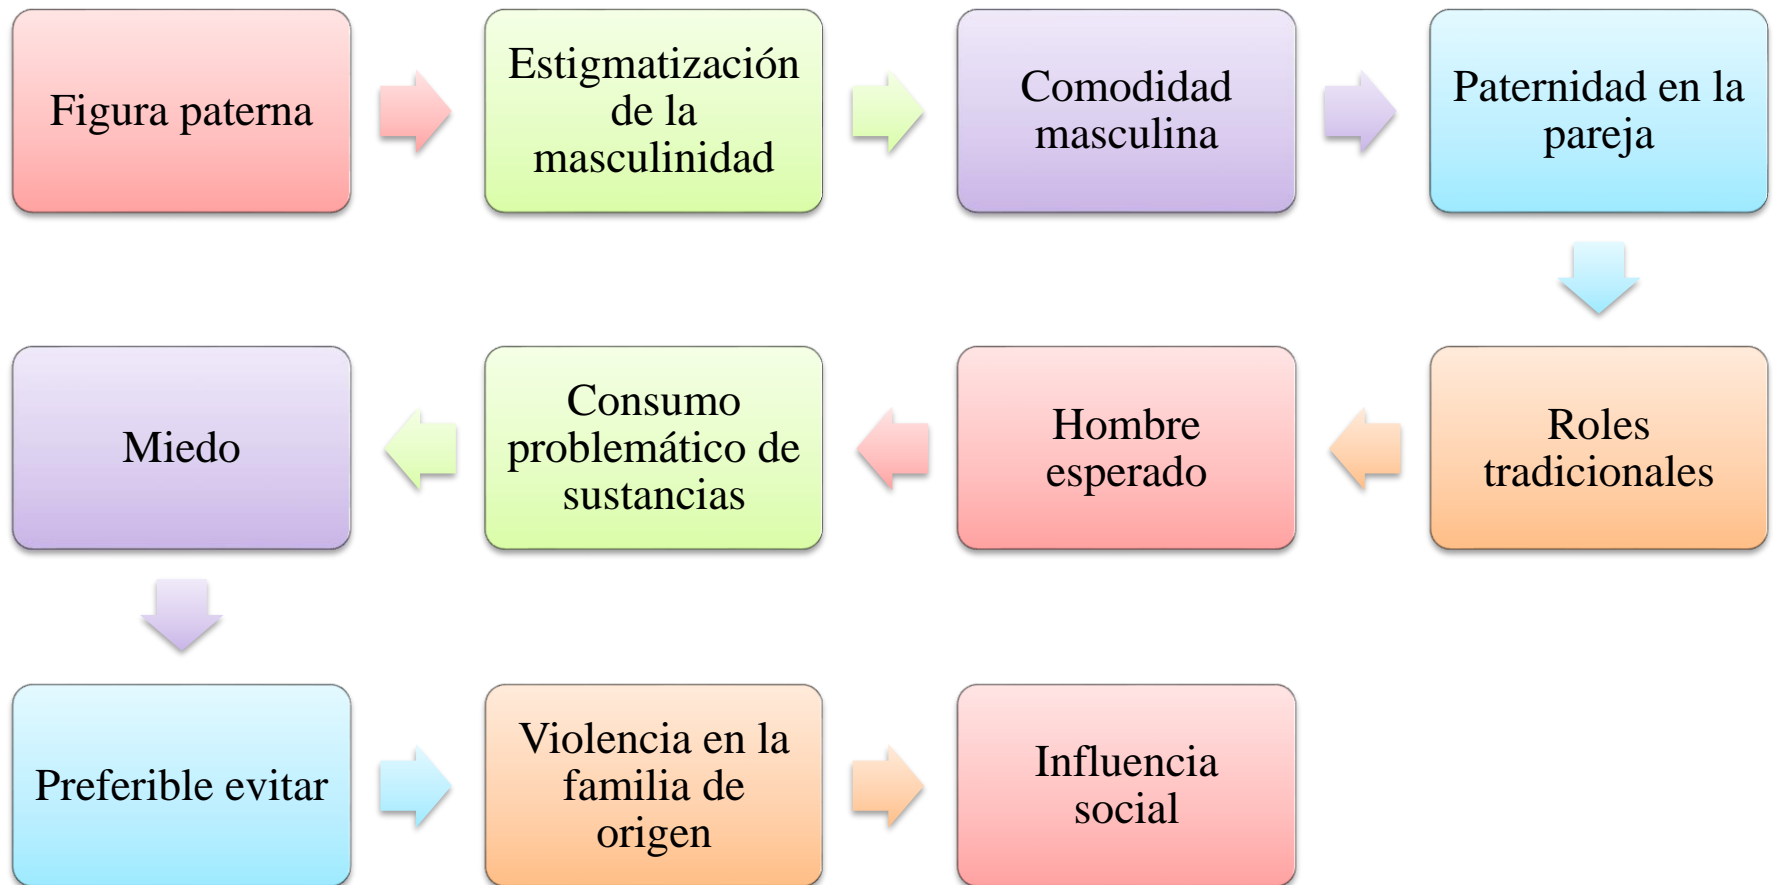 Figura paterna
Estigmatización
de la
masculinidad
Comodidad
masculina
Paternidad en la
pareja
Roles
tradicionales
Hombre
esperado
Consumo
problemático de
sustancias
Miedo
Preferible evitar
Violencia en la
familia de
origen
Influencia
social